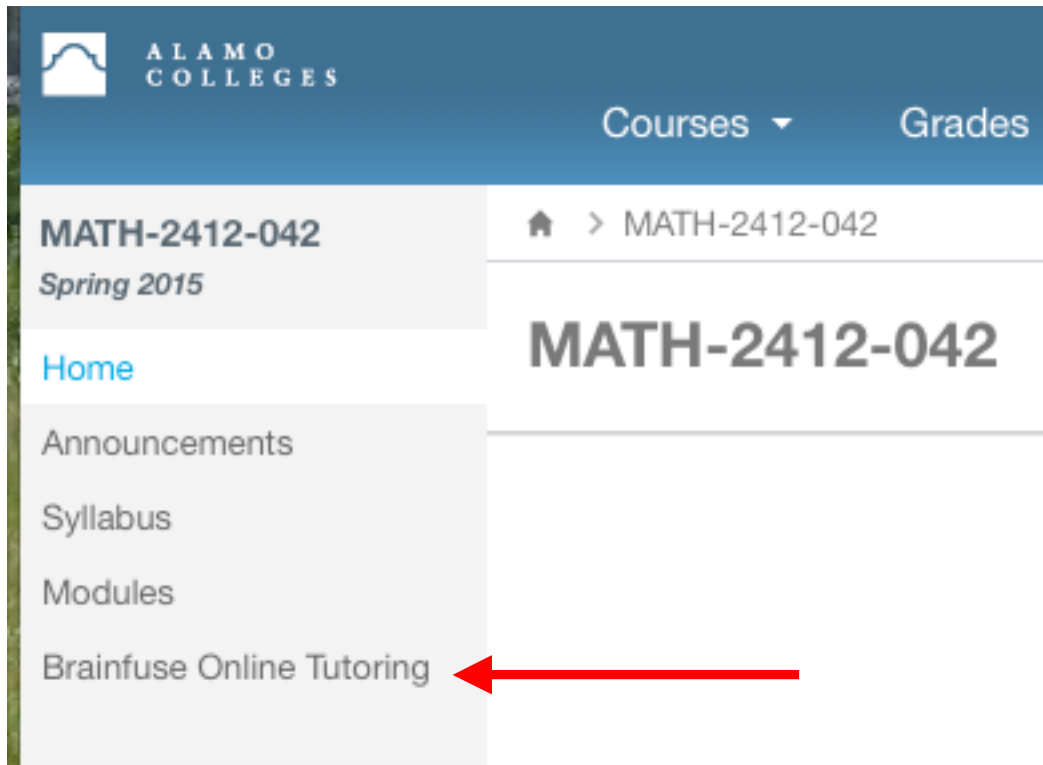 ALAMO
COLLEGES
Courses
Grades
MATH-2412-042
Spring 2015
> MATH-2412-042
MATH-2412-042
Home
Announcements
Syllabus
Modules
Brainfuse Online Tutoring